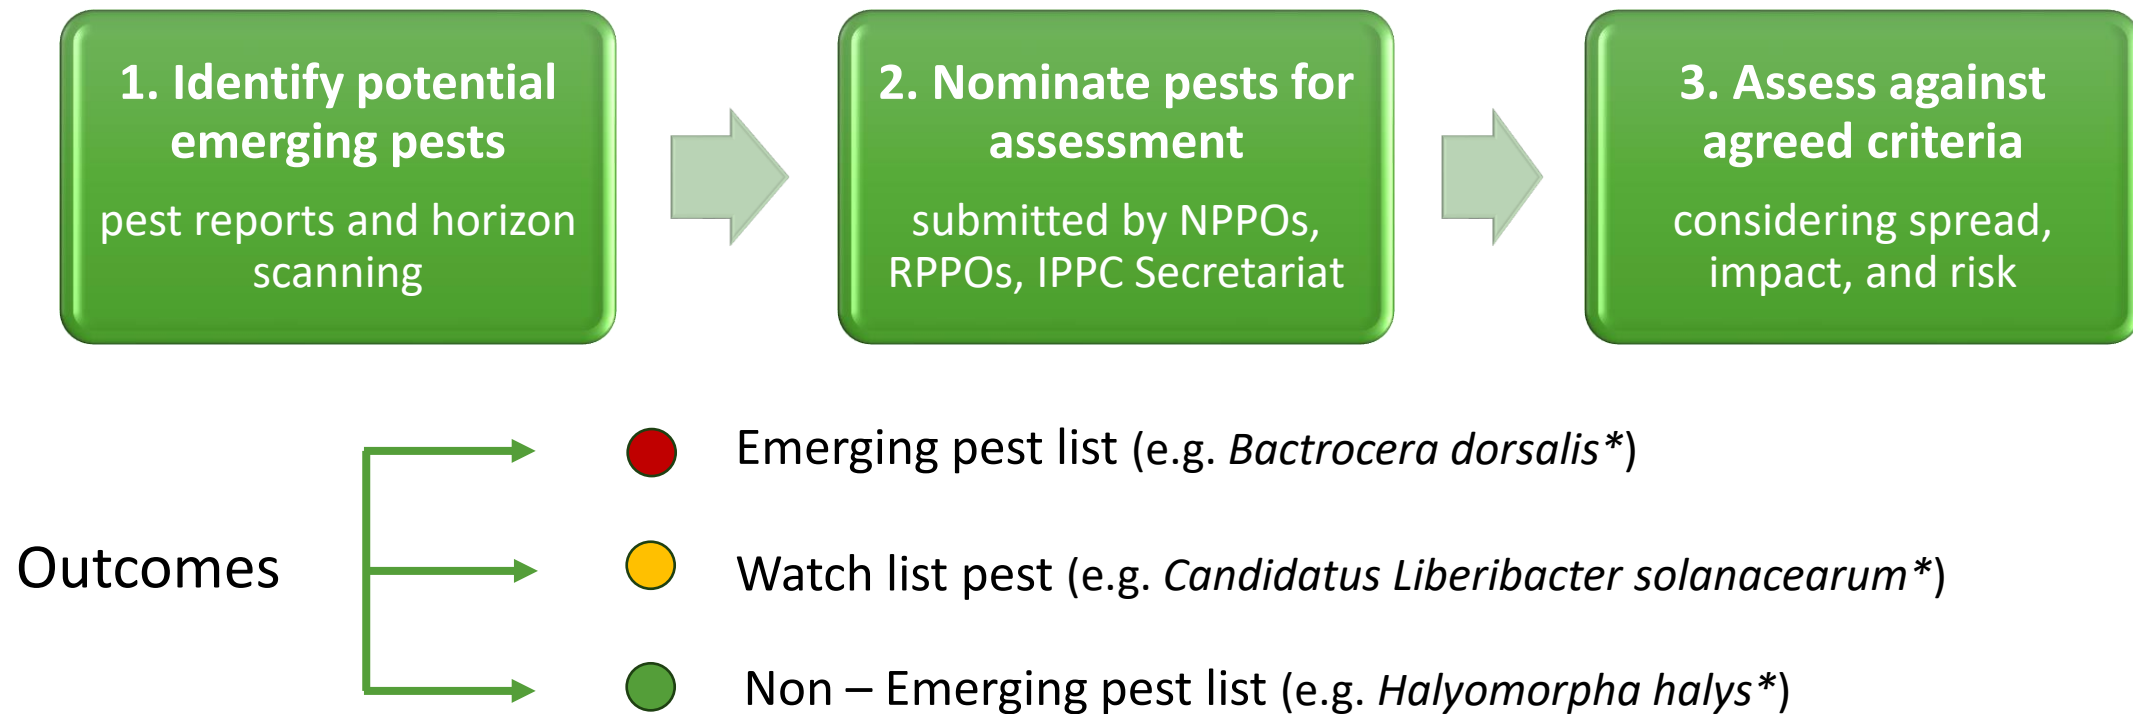 1. Identify potential
emerging pests
pest reports and horizon
scanning
2. Nominate pests for
assessment
submitted by NPPOs,
RPPOs, IPPC Secretariat
3. Assess against
agreed criteria
considering spread,
impact, and risk
Outcomes
Emerging pest list (e.g. Bactrocera dorsalis*)
Watch list pest (e.g. Candidatus Liberibacter solanacearum*)
Non – Emerging pest list (e.g. Halyomorpha halys*)